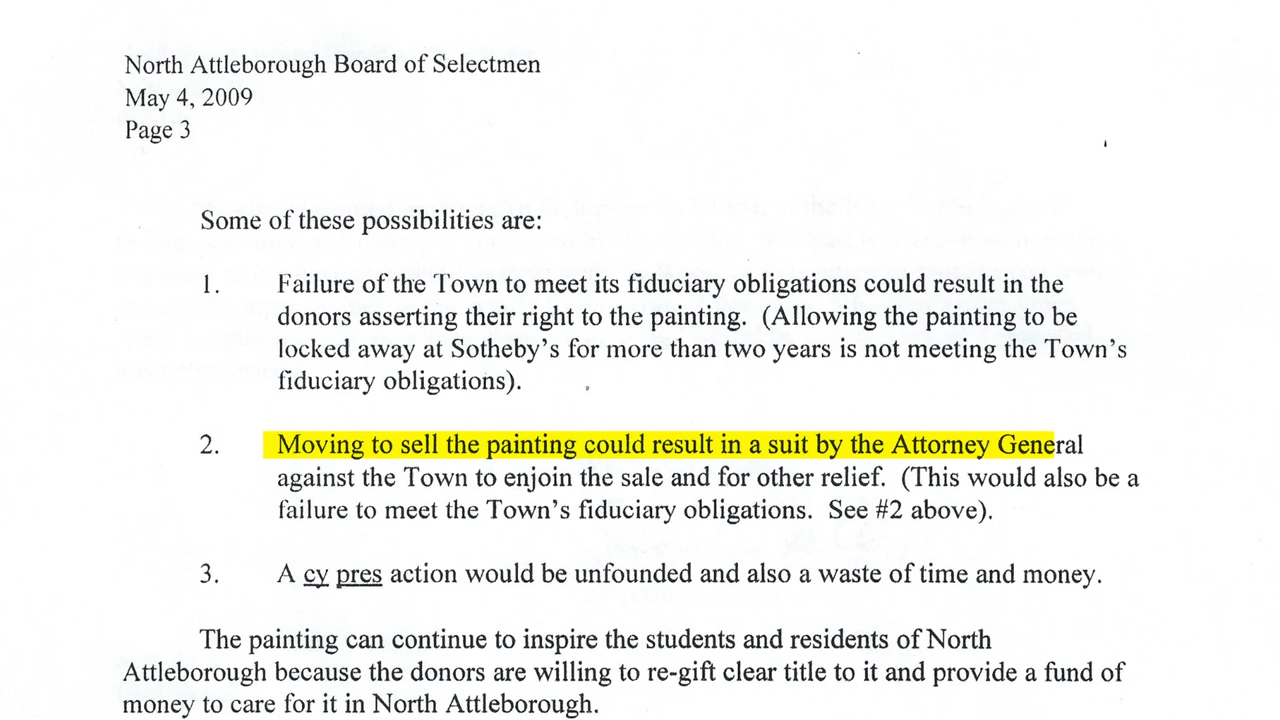 North Attleborough Board of Selectmen
May 4, 2009
Page 3
Some of these possibilities are:
1. Failure of the Town to meet its fiduciary obligations could result in the
donors asserting their right to the painting. (Allowing the painting to be
locked away at Sotheby's for more than two years is not meeting the Town's
fiduciary obligations).
2. Moving to sell the painting could result in a suit by the Attorney General
against the Town to enjoin the sale and for other relief. (This would also be a
failure to meet the Town's fiduciary obligations. See #2 above).
3. A cy pres action would be unfounded and also a waste of time and money.
The painting can continue to inspire the students and residents of North
Attleborough because the donors are willing to re-gift clear title to it and provide a fund of
money to care for it in North Attleborough.